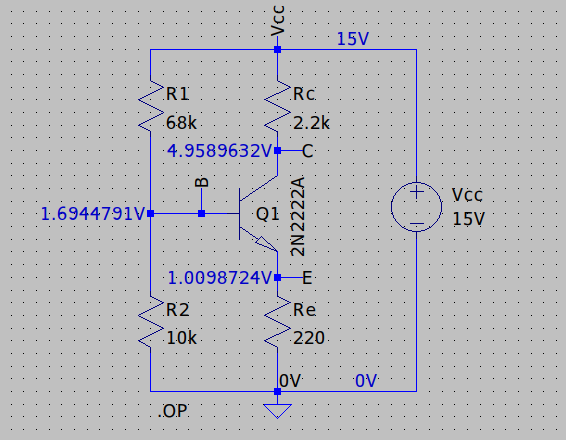 Vcc
15V
R1
68k
Rc
2.2k
4.9589632V
C
B
1.6944791V
Q1
2N2222A
Vcc
15V
1.0098724V
E
R2
10k
Re
220
0V
0V
.OP